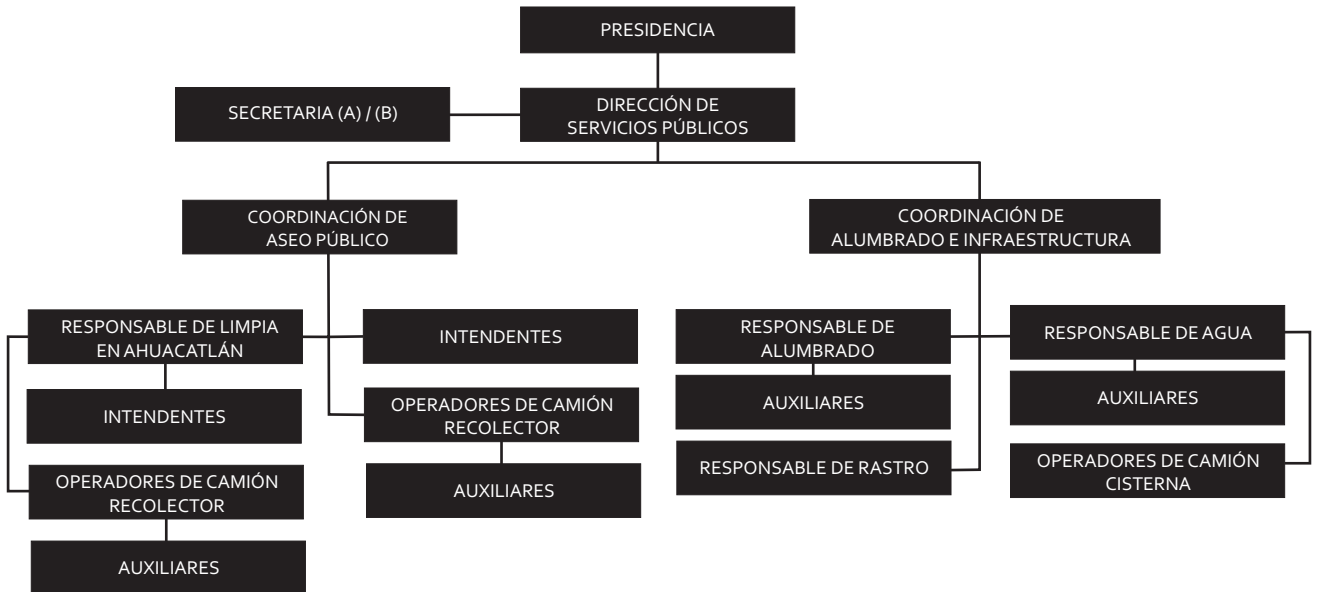 PRESIDENCIA
SECRETARIA (A) / (B)
DIRECCIÓN DE
SERVICIOS PÚBLICOS
COORDINACIÓN DE
ASEO PÚBLICO
COORDINACIÓN DE
ALUMBRADO E INFRAESTRUCTURA
RESPONSABLE DE LIMPIA
EN AHUACATLÁN
INTENDENTES
INTENDENTES
OPERADORES DE CAMIÓN
RECOLECTOR
AUXILIARES
OPERADORES DE CAMIÓN
RECOLECTOR
AUXILIARES
RESPONSABLE DE
ALUMBRADO
AUXILIARES
RESPONSABLE DE RASTRO
RESPONSABLE DE AGUA
AUXILIARES
OPERADORES DE CAMIÓN
CISTERNA